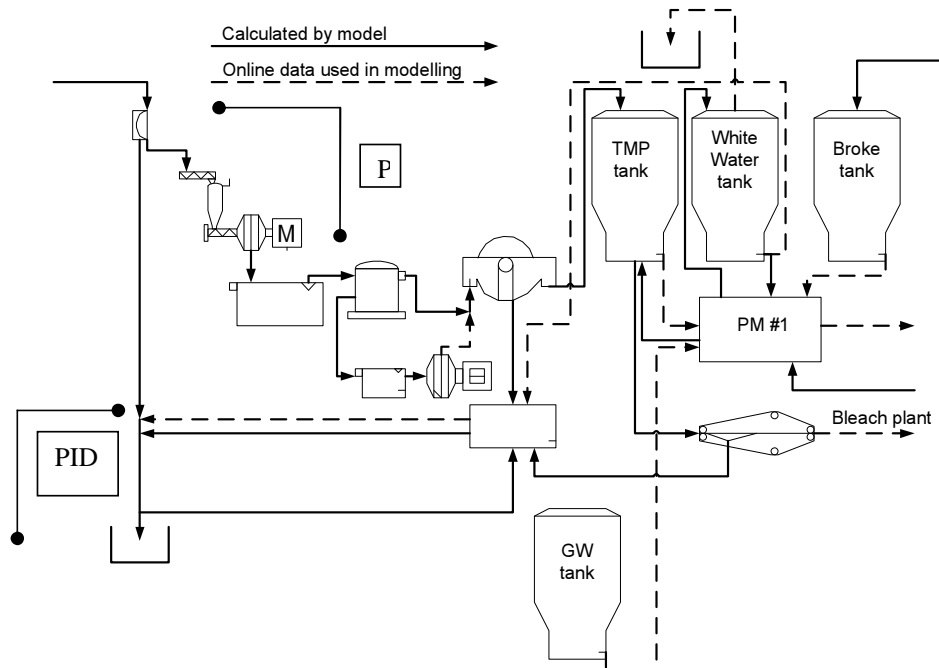 Calculated by model
Online data used in modelling
P
M
TMP
tank
White
Water
tank
Broke
tank
PM #1
PID
Bleach plant
GW
tank